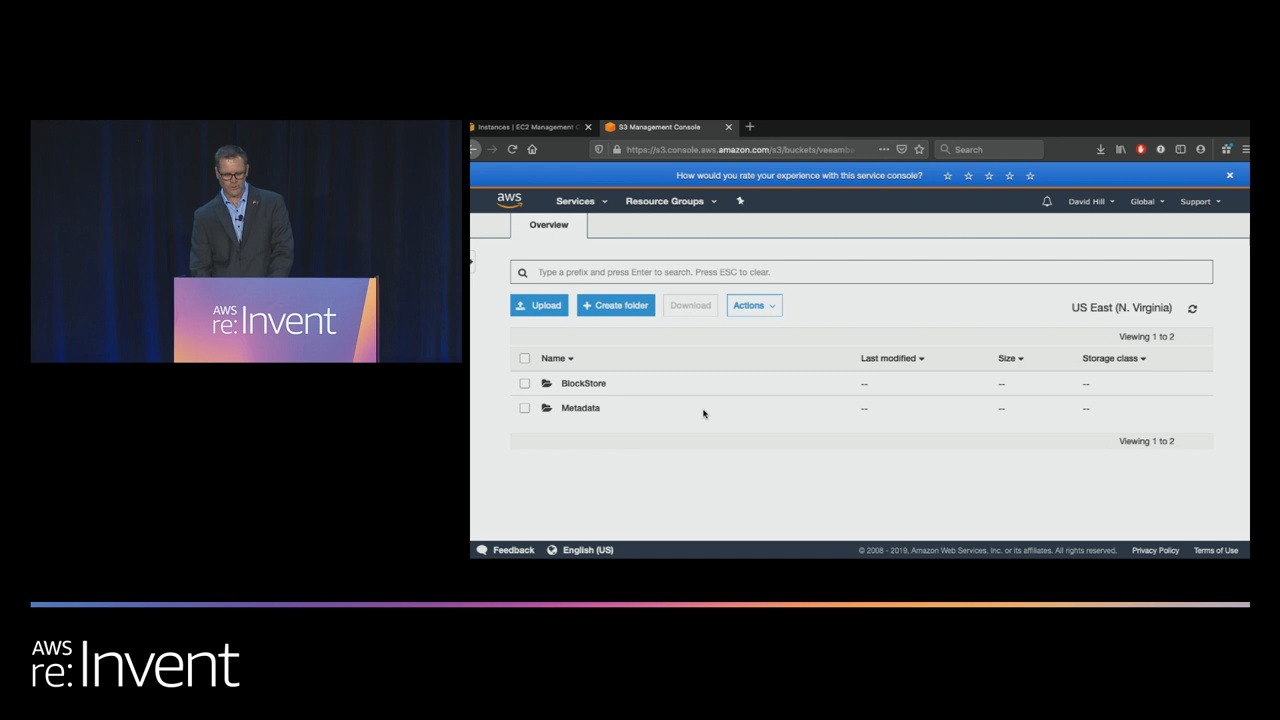 AWS
re:Invent
Instances | EC2 Management C
S3 Management Console
https://s3.console.aws.amazon.com/s3/buckets/veeamb
Search
How would you rate your experience with this service console?
aws
Services
Resource Groups
David Hill
Global
Support
Overview
Type a prefix and press Enter to search. Press ESC to clear.
Upload
+ Create folder
Download
Actions
US East (N. Virginia)
Viewing 1 to 2
Name
Last modified
Size
Storage class
BlockStore
--
--
--
Metadata
--
--
--
Viewing 1 to 2
Feedback
English (US)
© 2008 - 2019, Amazon Web Services, Inc. or its affiliates. All rights reserved.
Privacy Policy
Terms of Use
AWS
re:Invent